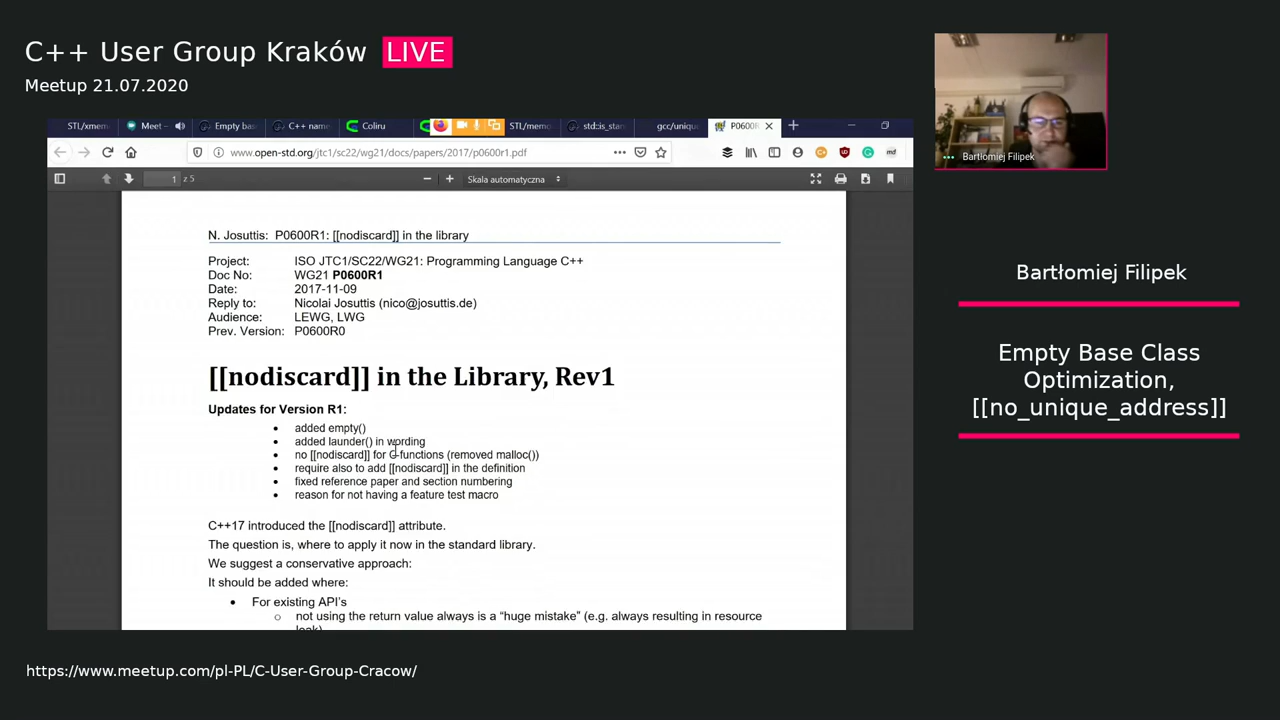 C++ User Group Kraków LIVE
Meetup 21.07.2020
STL/xmem
Meet –
Empty bas
C++ name
Coliru
STL/memo
std::is_stan
gcc/uniqu
P0600R
www.open-std.org/jtc1/sc22/wg21/docs/papers/2017/p0600r1.pdf
1 z 5
Skala automatyczna
N. Josuttis: P0600R1: [[nodiscard]] in the library
Project: ISO JTC1/SC22/WG21: Programming Language C++
Doc No: WG21 P0600R1
Date: 2017-11-09
Reply to: Nicolai Josuttis (nico@josuttis.de)
Audience: LEWG, LWG
Prev. Version: P0600R0
[[nodiscard]] in the Library, Rev1
Updates for Version R1:
• added empty()
• added launder() in wording
• no [[nodiscard]] for C functions (removed malloc())
• require also to add [[nodiscard]] in the definition
• fixed reference paper and section numbering
• reason for not having a feature test macro
C++17 introduced the [[nodiscard]] attribute.
The question is, where to apply it now in the standard library.
We suggest a conservative approach:
It should be added where:
• For existing API's
○ not using the return value always is a “huge mistake” (e.g. always resulting in resource
leak)
Bartłomiej Filipek
Bartłomiej Filipek
Empty Base Class
Optimization,
[[no_unique_address]]
https://www.meetup.com/pl-PL/C-User-Group-Cracow/